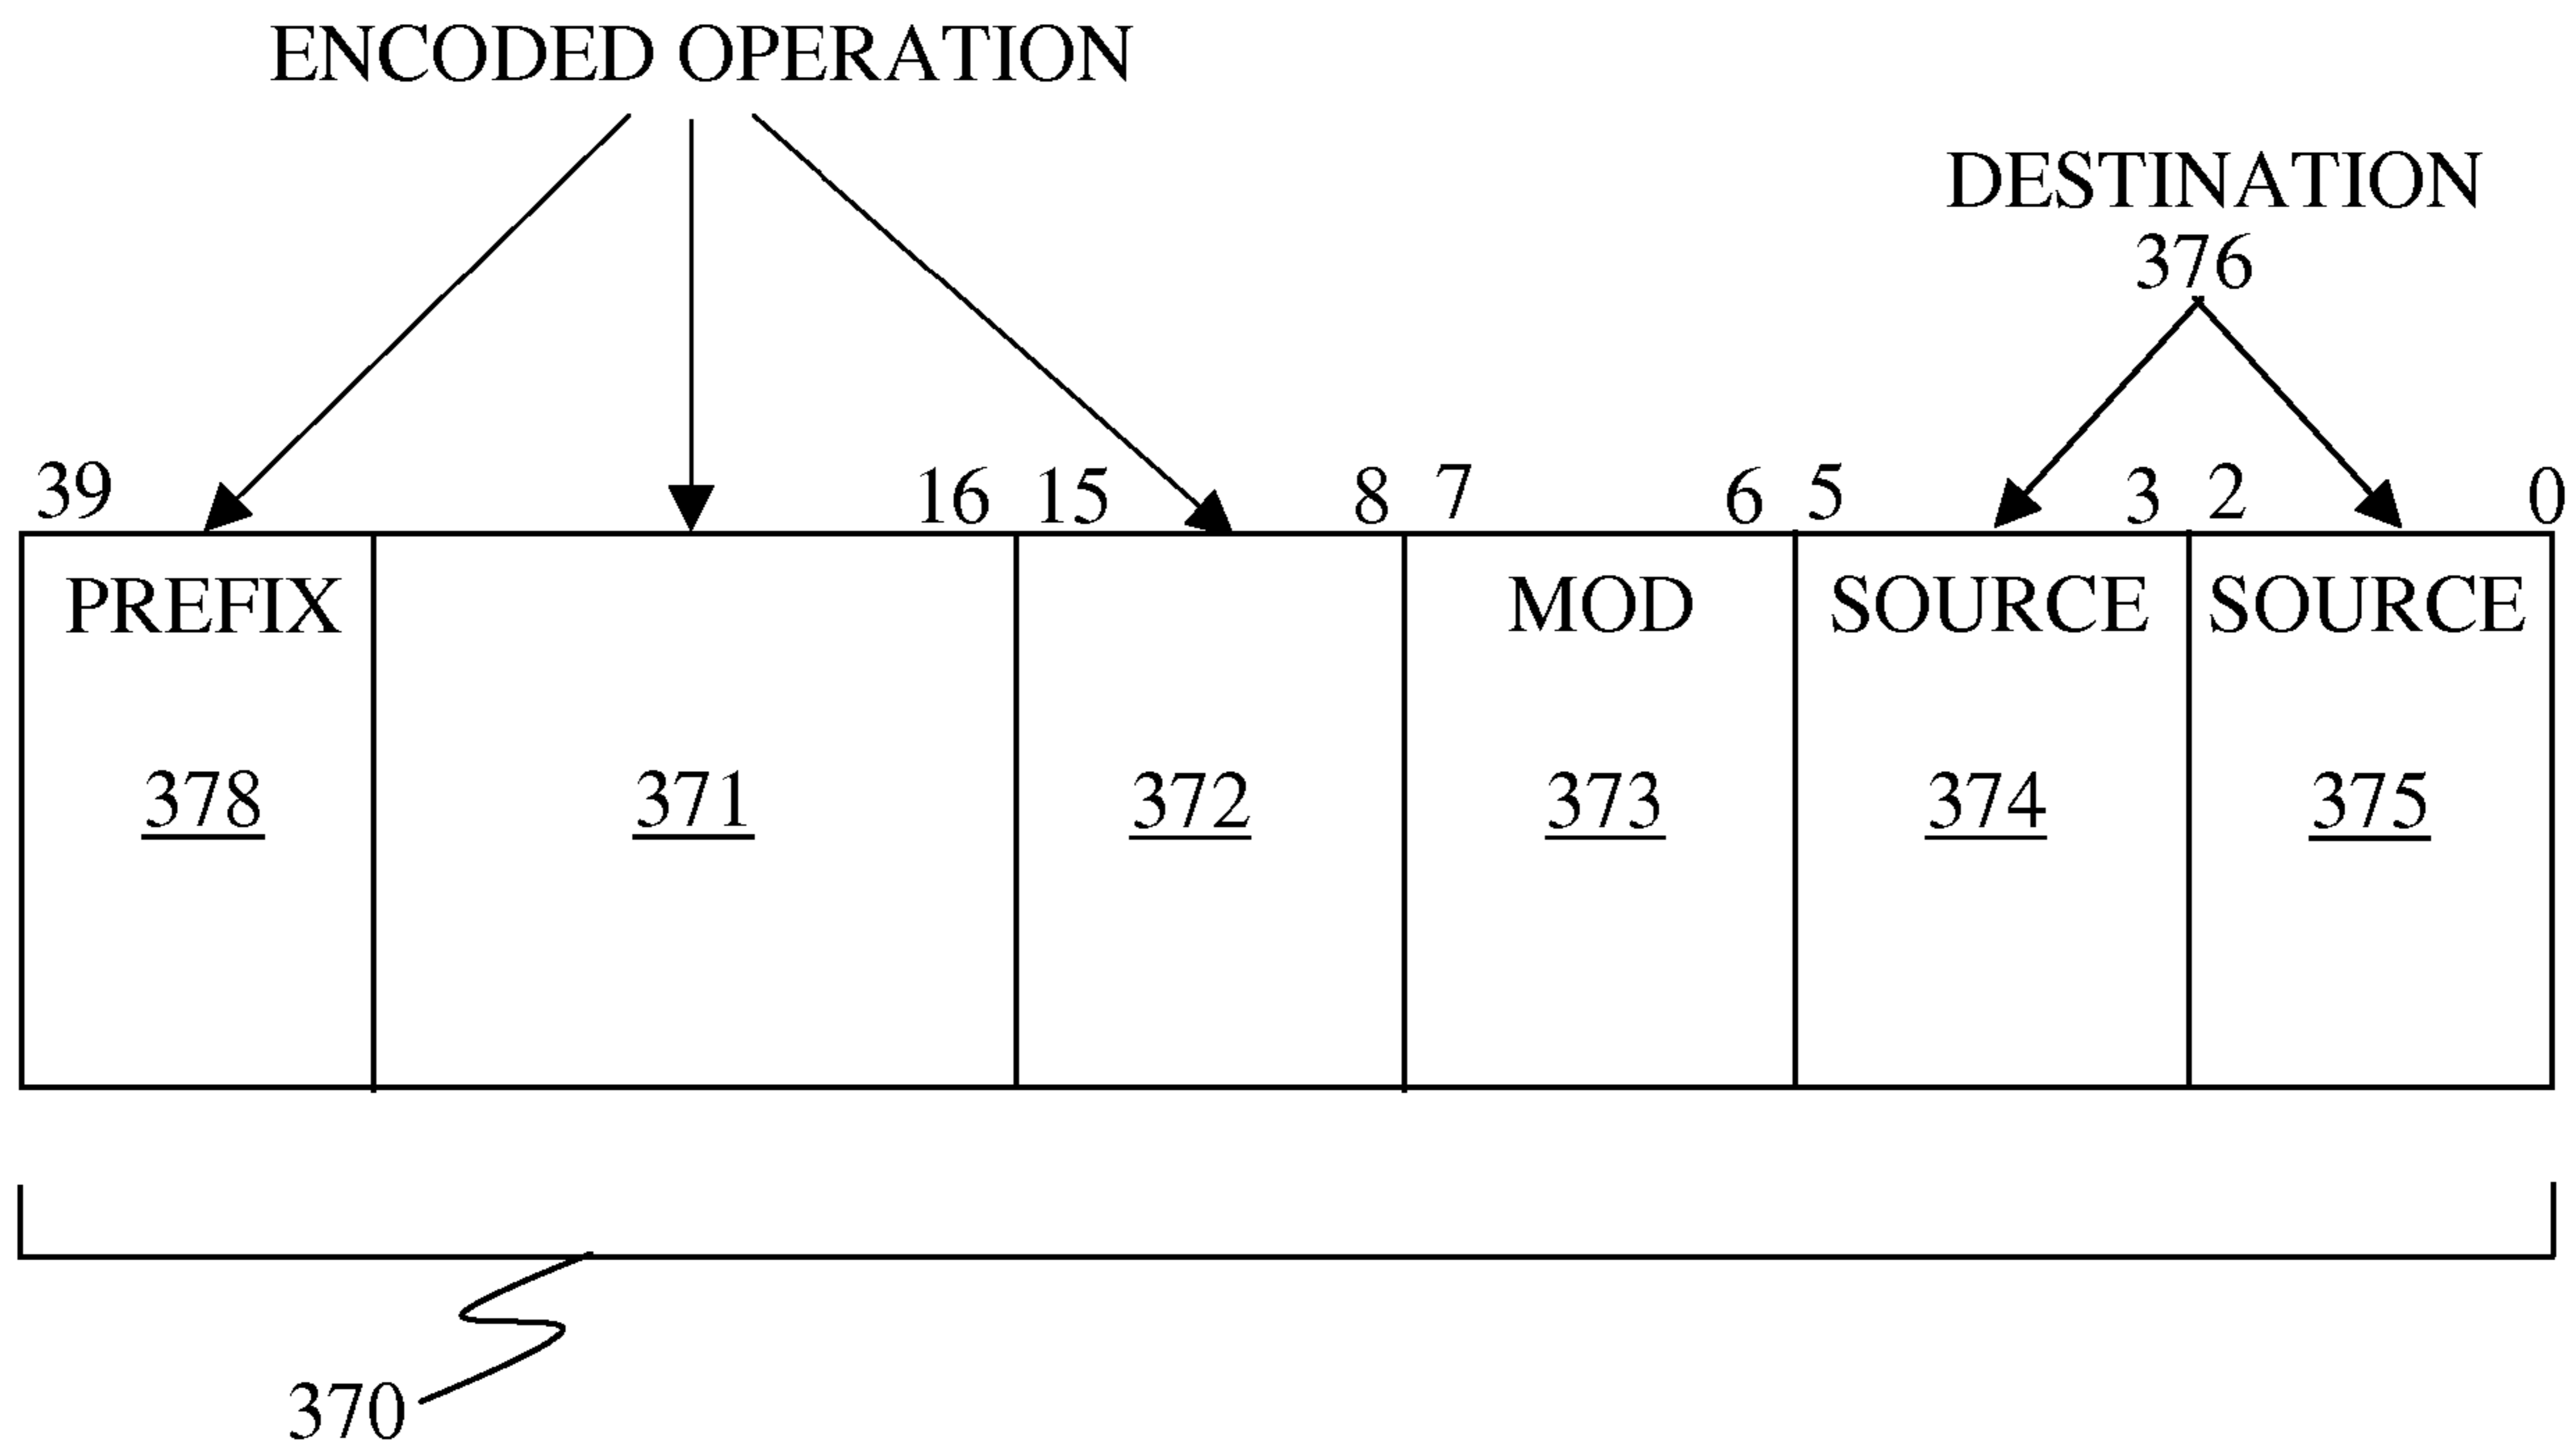 ENCODED OPERATION
DESTINATION
376
39 16 15 8 7 6 5 3 2 0
PREFIX MOD SOURCE SOURCE
378 371 372 373 374 375
370